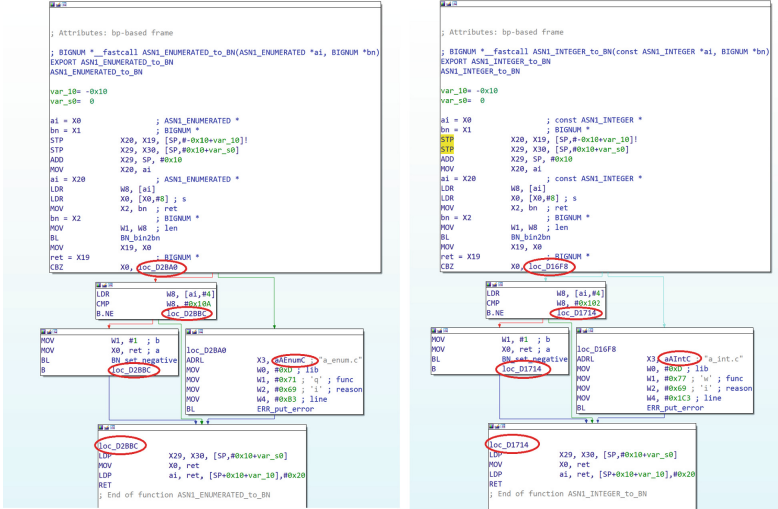 ; Attributes: bp-based frame
; BIGNUM *__fastcall ASN1_ENUMERATED_to_BN(ASN1_ENUMERATED *ai, BIGNUM *bn)
EXPORT ASN1_ENUMERATED_to_BN
ASN1_ENUMERATED_to_BN
var_10= -0x10
var_s0= 0
ai = X0 ; ASN1_ENUMERATED *
bn = X1 ; BIGNUM *
STP X20, X19, [SP,#-0x10+var_10]!
STP X29, X30, [SP,#0x10+var_s0]
ADD X29, SP, #0x10
MOV X20, ai
ai = X20 ; ASN1_ENUMERATED *
LDR W8, [ai]
LDR X0, [X0,#8] ; s
MOV X2, bn ; ret
bn = X2 ; BIGNUM *
MOV W1, W8 ; len
BL BN_bin2bn
MOV X19, X0
ret = X19 ; BIGNUM *
CBZ X0, loc_D2BA0
LDR W8, [ai,#4]
CMP W8, #0x10A
B.NE loc_D2BBC
MOV W1, #1 ; b
MOV X0, ret ; a
BL BN_set_negative
B loc_D2BBC
loc_D2BA0
ADRL X3, aAEnumC ; "a_enum.c"
MOV W0, #0xD ; lib
MOV W1, #0x71 ; 'q' ; func
MOV W2, #0x69 ; 'i' ; reason
MOV W4, #0xB3 ; line
BL ERR_put_error
loc_D2BBC
LDP X29, X30, [SP,#0x10+var_s0]
MOV X0, ret
LDP ai, ret, [SP+0x10+var_10],#0x20
RET
; End of function ASN1_ENUMERATED_to_BN
; Attributes: bp-based frame
; BIGNUM *__fastcall ASN1_INTEGER_to_BN(const ASN1_INTEGER *ai, BIGNUM *bn)
EXPORT ASN1_INTEGER_to_BN
ASN1_INTEGER_to_BN
var_10= -0x10
var_s0= 0
ai = X0 ; const ASN1_INTEGER *
bn = X1 ; BIGNUM *
STP X20, X19, [SP,#-0x10+var_10]!
STP X29, X30, [SP,#0x10+var_s0]
ADD X29, SP, #0x10
MOV X20, ai
ai = X20 ; const ASN1_INTEGER *
LDR W8, [ai]
LDR X0, [X0,#8] ; s
MOV X2, bn ; ret
bn = X2 ; BIGNUM *
MOV W1, W8 ; len
BL BN_bin2bn
MOV X19, X0
ret = X19 ; BIGNUM *
CBZ X0, loc_D16F8
LDR W8, [ai,#4]
CMP W8, #0x102
B.NE loc_D1714
MOV W1, #1 ; b
MOV X0, ret ; a
BL BN_set_negative
B loc_D1714
loc_D16F8
ADRL X3, aAIntC ; "a_int.c"
MOV W0, #0xD ; lib
MOV W1, #0x77 ; 'w' ; func
MOV W2, #0x69 ; 'i' ; reason
MOV W4, #0x1C3 ; line
BL ERR_put_error
loc_D1714
LDP X29, X30, [SP,#0x10+var_s0]
MOV X0, ret
LDP ai, ret, [SP+0x10+var_10],#0x20
RET
; End of function ASN1_INTEGER_to_BN